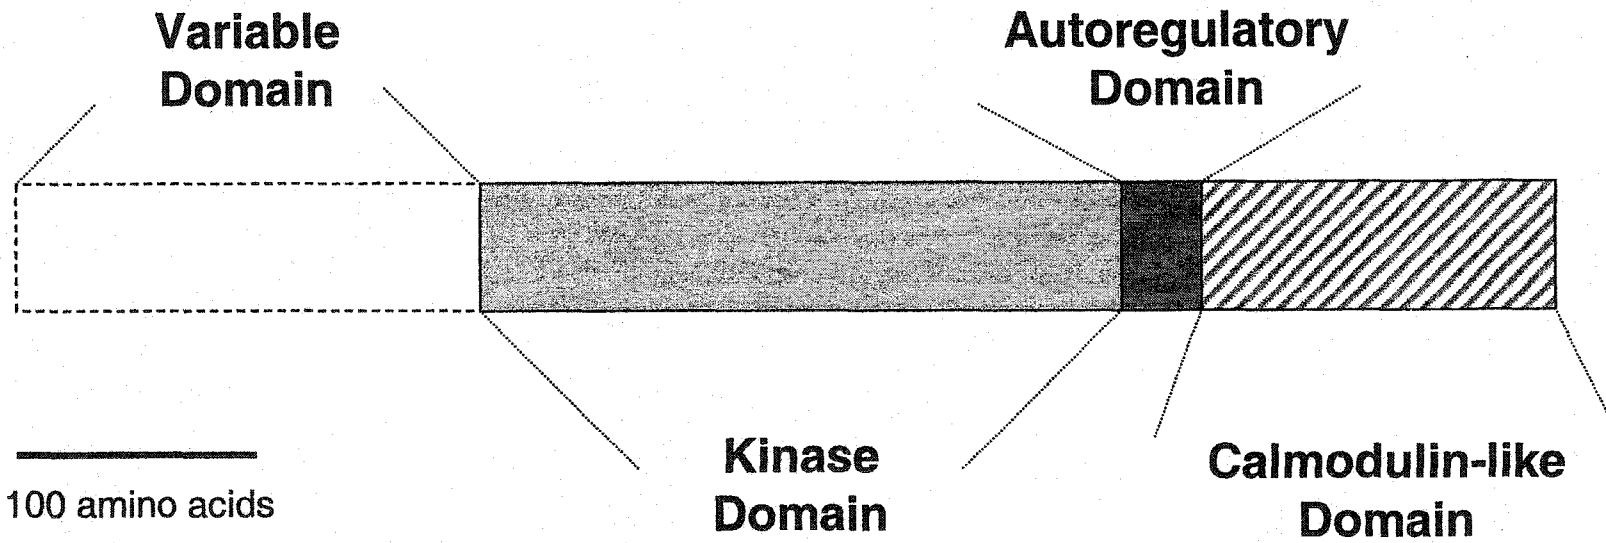 Variable
Domain
Autoregulatory
Domain
Kinase
Domain
Calmodulin-like
Domain
100 amino acids